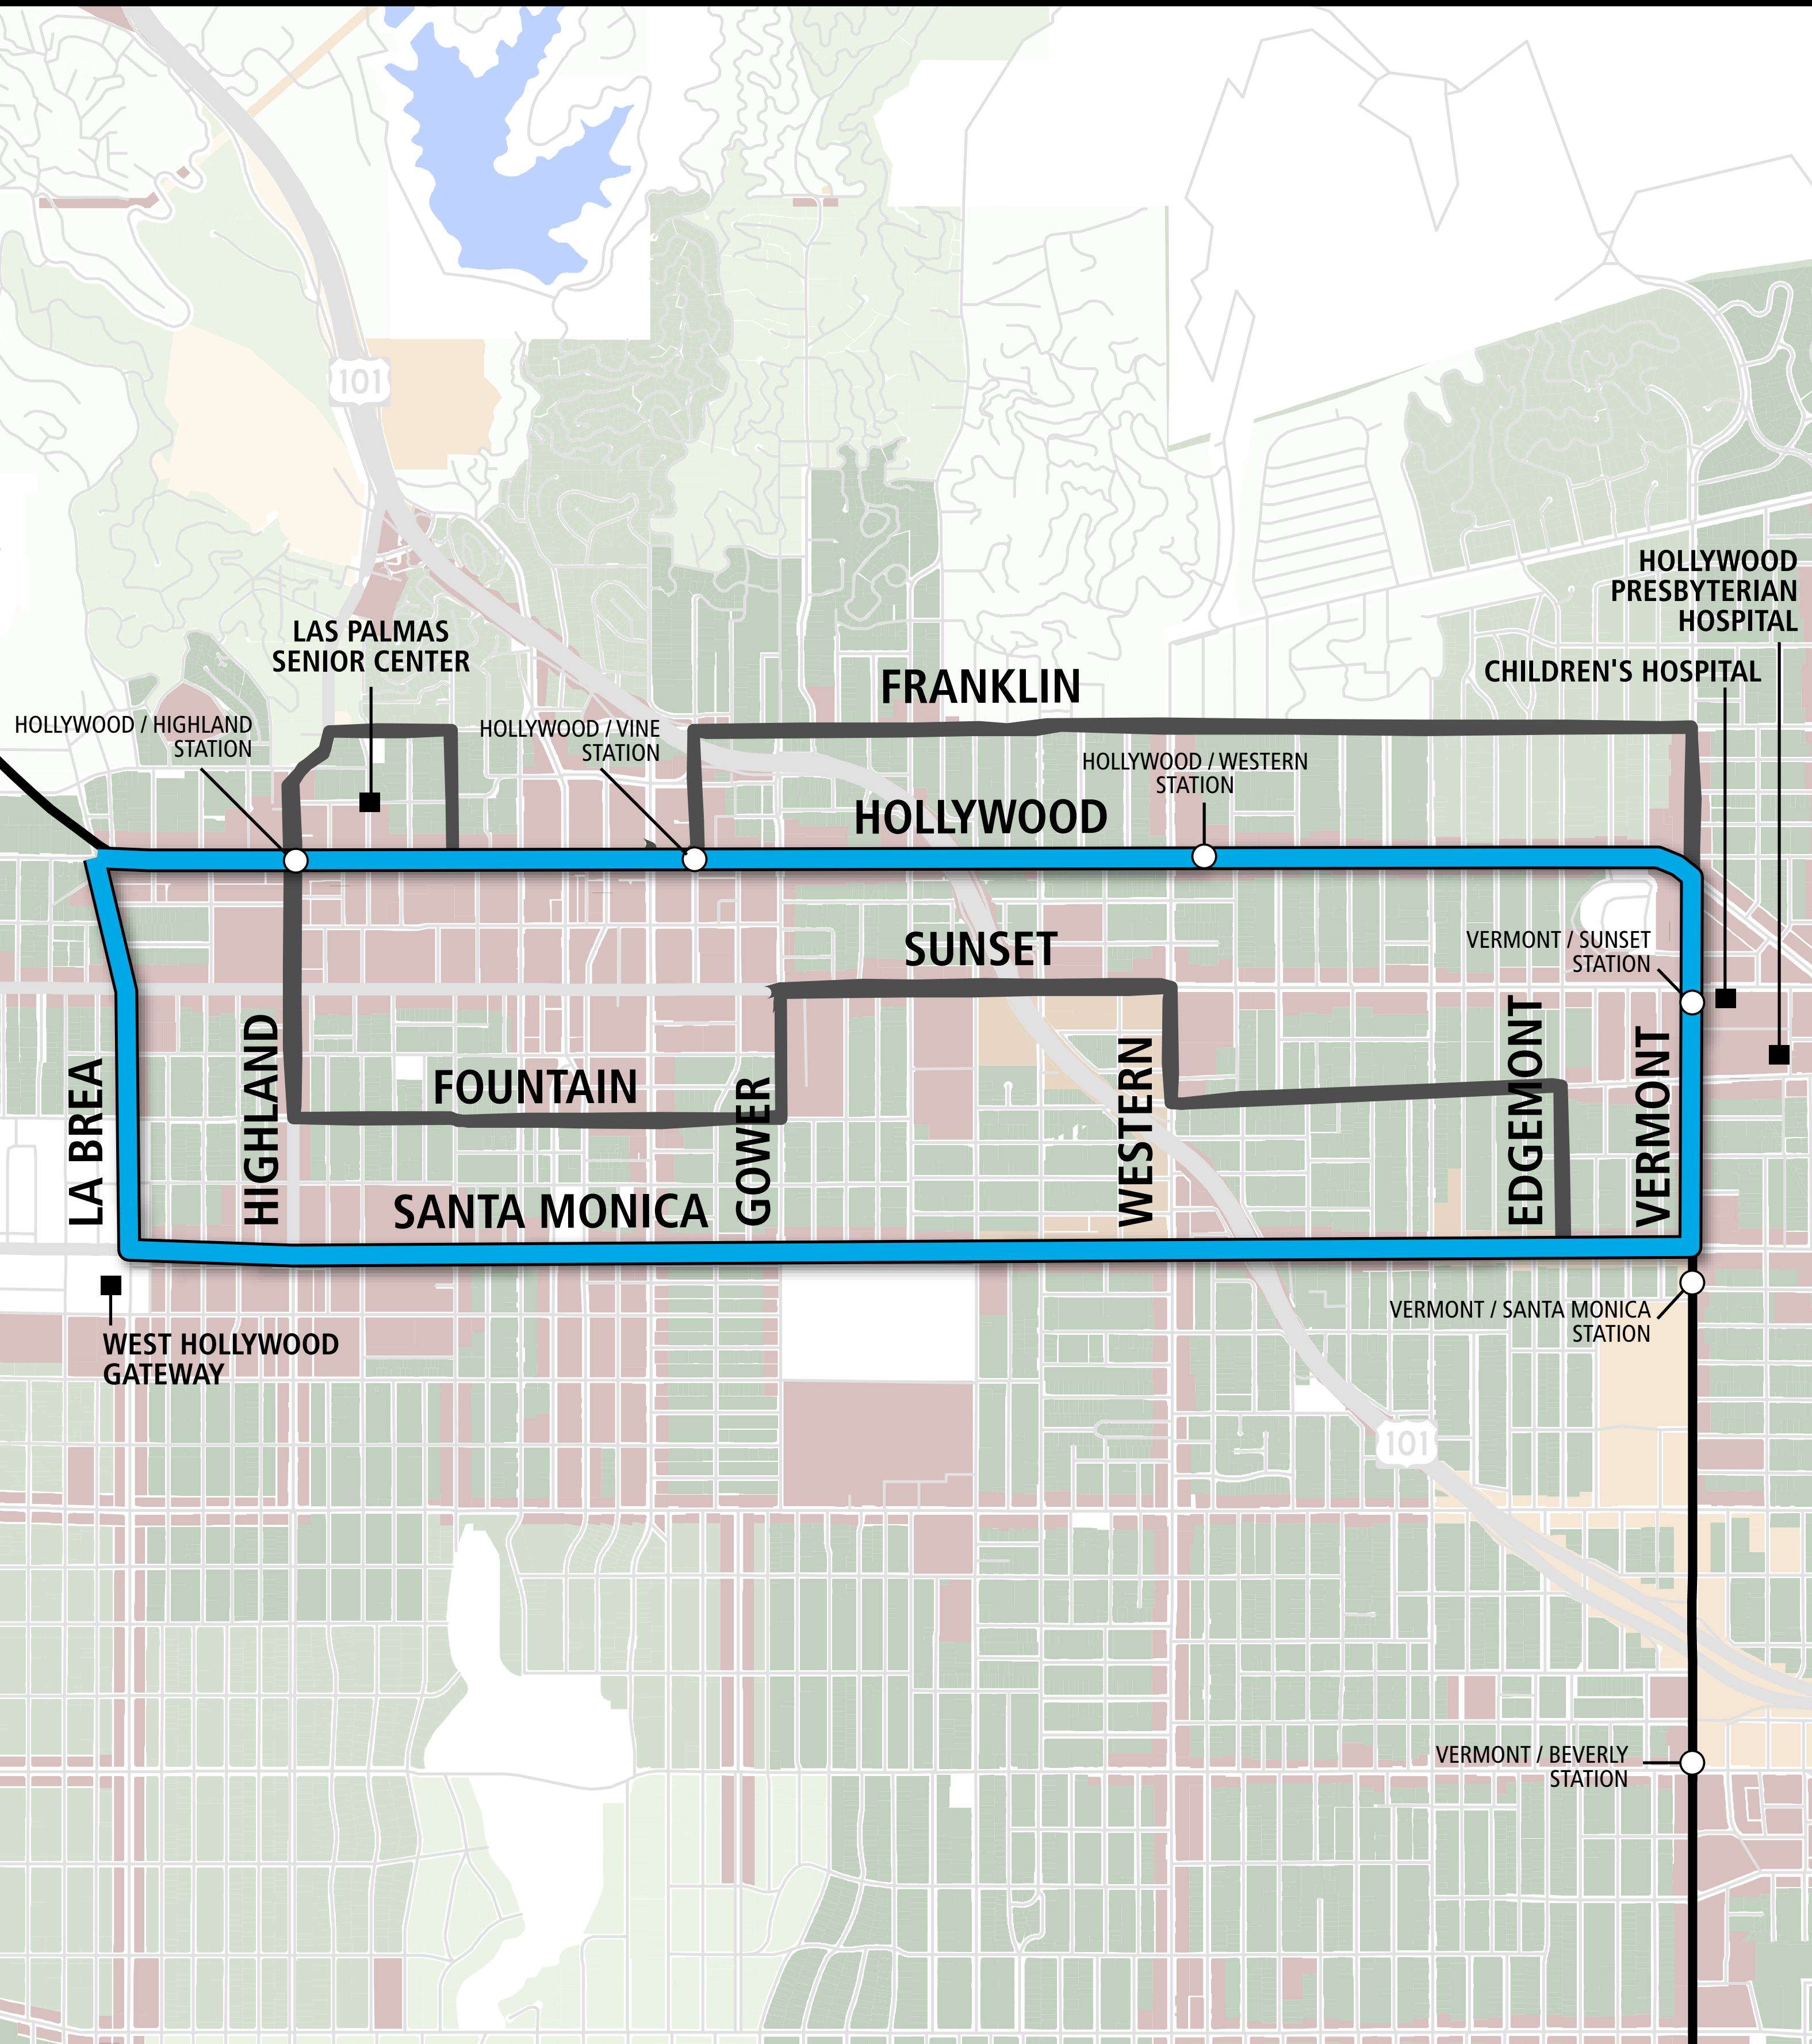 101
HOLLYWOOD
PRESBYTERIAN
HOSPITAL
LAS PALMAS
SENIOR CENTER
CHILDREN'S HOSPITAL
FRANKLIN
HOLLYWOOD / HIGHLAND
STATION
HOLLYWOOD / VINE
STATION
HOLLYWOOD / WESTERN
STATION
HOLLYWOOD
SUNSET
VERMONT / SUNSET
STATION
LA BREA
HIGHLAND
FOUNTAIN
GOWER
WESTERN
EDGEMONT
VERMONT
SANTA MONICA
VERMONT / SANTA MONICA
STATION
WEST HOLLYWOOD
GATEWAY
101
VERMONT / BEVERLY
STATION